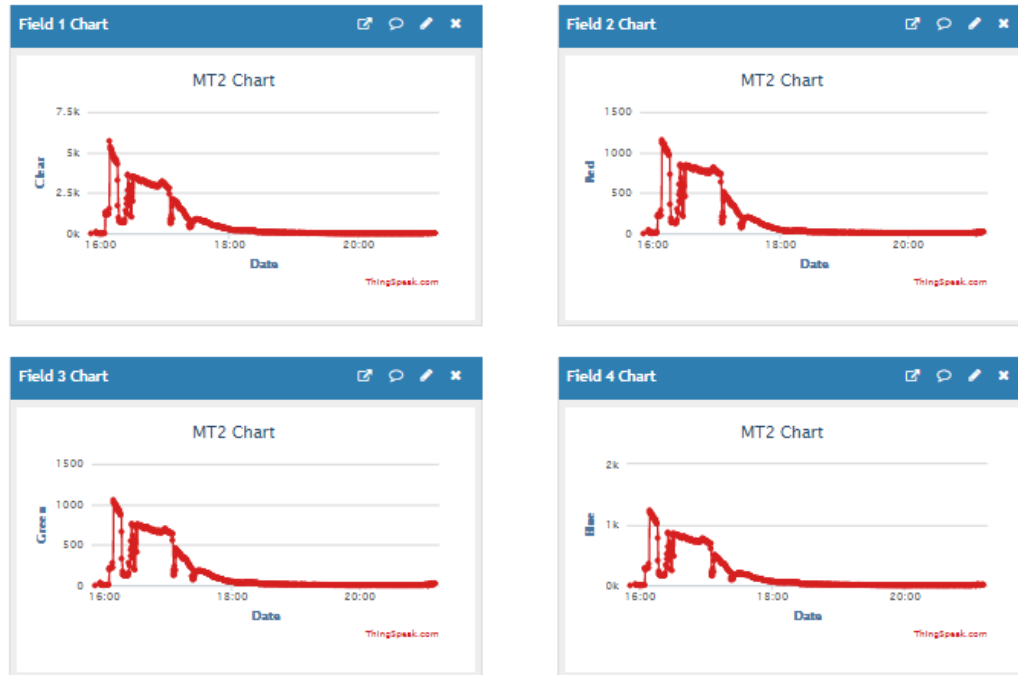 Field 1 Chart
MT2 Chart
7.5k
5k
2.5k
0k
Clear
16:00 18:00 20:00
Date
ThingSpeak.com
Field 2 Chart
MT2 Chart
1500
1000
500
0
Red
16:00 18:00 20:00
Date
ThingSpeak.com
Field 3 Chart
MT2 Chart
1500
1000
500
0
Green
16:00 18:00 20:00
Date
ThingSpeak.com
Field 4 Chart
MT2 Chart
2k
1k
0k
Blue
16:00 18:00 20:00
Date
ThingSpeak.com